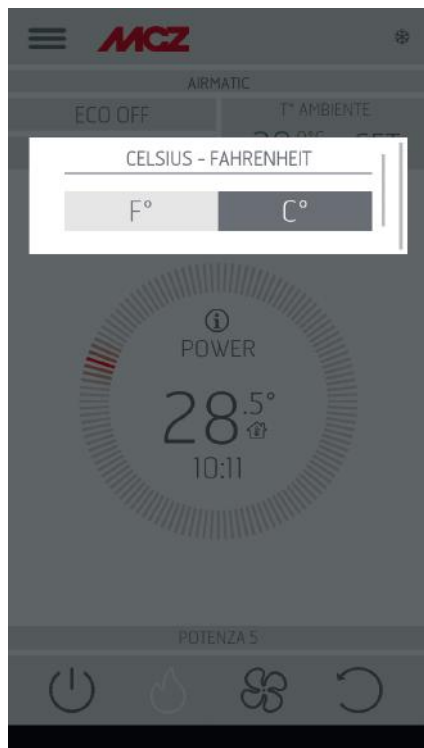 MCZ
AIRMATIC
ECO OFF
T° AMBIENTE
CELSIUS - FAHRENHEIT
F° C°
POWER
28.5°
10:11
POTENZA 5